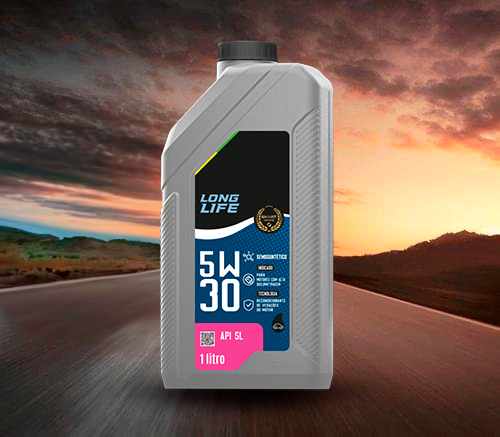 LONG
LIFE
5W
30
SEMISSINTÉTICO
INDICADO
PARA
MOTORES COM ALTA
QUILOMETRAGEM
TECNOLOGIA
RECONDICIONANTE
DE VEDAÇÕES
DO MOTOR
API SL
1 litro